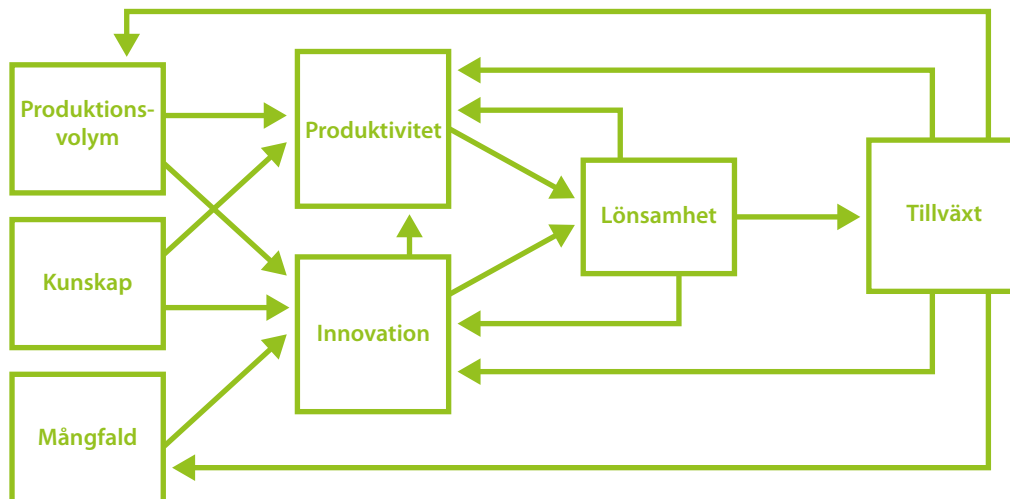 Produktions-
volym
Kunskap
Mångfald
Produktivitet
Innovation
Lönsamhet
Tillväxt